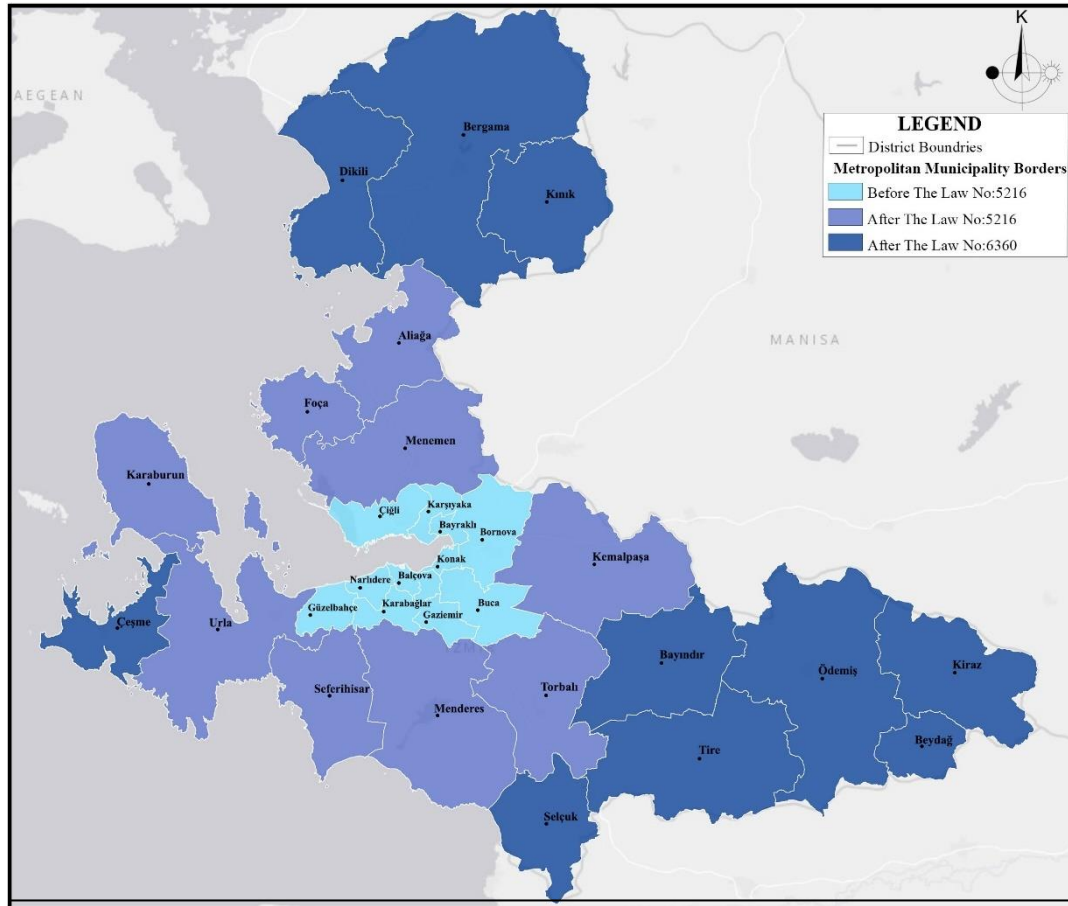 K
AEGEAN
LEGEND
District Boundries
Metropolitan Municipality Borders
Before The Law No:5216
After The Law No:5216
After The Law No:6360
Bergama
Dikili
Kınık
Aliağa
MANISA
Foça
Menemen
Karaburun
Çiğli
Karşıyaka
Bayraklı
Bornova
Konak
Kemalpaşa
Narlıdere
Balçova
Güzelbahçe
Karabağlar
Gaziemir
Buca
Çeşme
Urla
Bayındır
Kiraz
Ödemiş
Seferihisar
Torbalı
Menderes
Beydağ
Tire
Selçuk